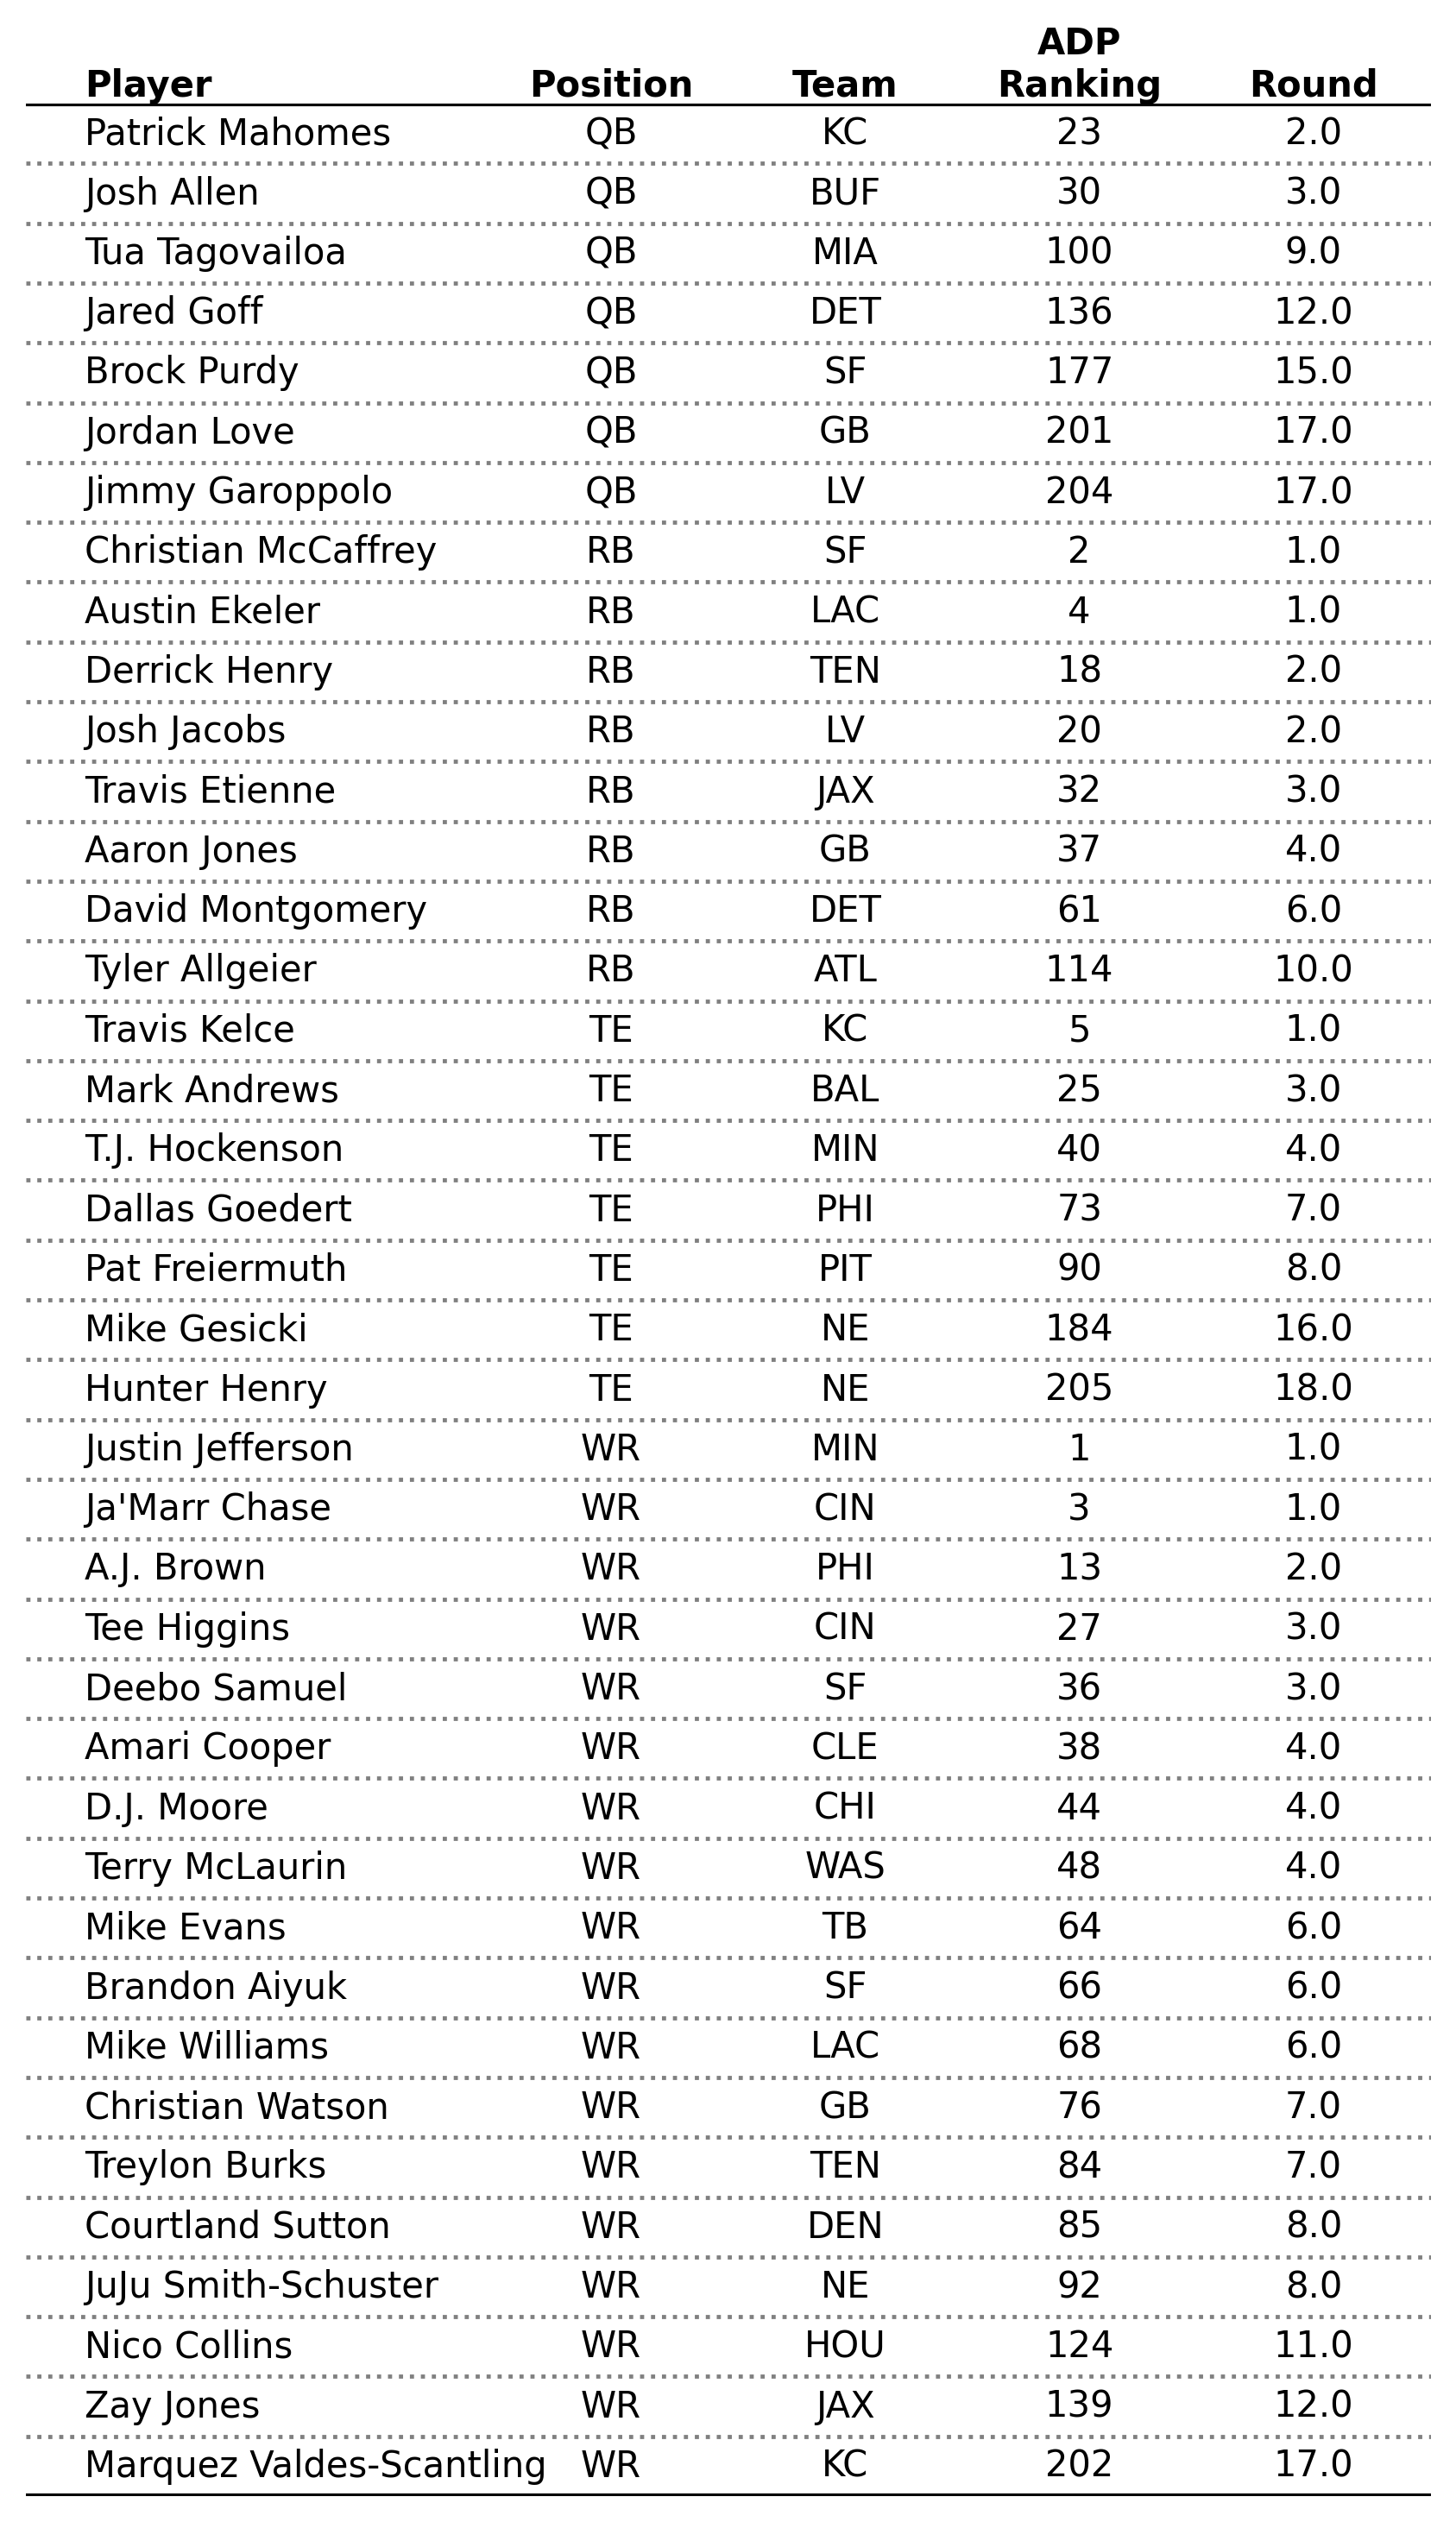 ADP
Player Position Team Ranking Round
Patrick Mahomes QB KC 23 2.0
Josh Allen QB BUF 30 3.0
Tua Tagovailoa QB MIA 100 9.0
Jared Goff QB DET 136 12.0
Brock Purdy QB SF 177 15.0
Jordan Love QB GB 201 17.0
Jimmy Garoppolo QB LV 204 17.0
Christian McCaffrey RB SF 2 1.0
Austin Ekeler RB LAC 4 1.0
Derrick Henry RB TEN 18 2.0
Josh Jacobs RB LV 20 2.0
Travis Etienne RB JAX 32 3.0
Aaron Jones RB GB 37 4.0
David Montgomery RB DET 61 6.0
Tyler Allgeier RB ATL 114 10.0
Travis Kelce TE KC 5 1.0
Mark Andrews TE BAL 25 3.0
T.J. Hockenson TE MIN 40 4.0
Dallas Goedert TE PHI 73 7.0
Pat Freiermuth TE PIT 90 8.0
Mike Gesicki TE NE 184 16.0
Hunter Henry TE NE 205 18.0
Justin Jefferson WR MIN 1 1.0
Ja'Marr Chase WR CIN 3 1.0
A.J. Brown WR PHI 13 2.0
Tee Higgins WR CIN 27 3.0
Deebo Samuel WR SF 36 3.0
Amari Cooper WR CLE 38 4.0
D.J. Moore WR CHI 44 4.0
Terry McLaurin WR WAS 48 4.0
Mike Evans WR TB 64 6.0
Brandon Aiyuk WR SF 66 6.0
Mike Williams WR LAC 68 6.0
Christian Watson WR GB 76 7.0
Treylon Burks WR TEN 84 7.0
Courtland Sutton WR DEN 85 8.0
JuJu Smith-Schuster WR NE 92 8.0
Nico Collins WR HOU 124 11.0
Zay Jones WR JAX 139 12.0
Marquez Valdes-Scantling WR KC 202 17.0